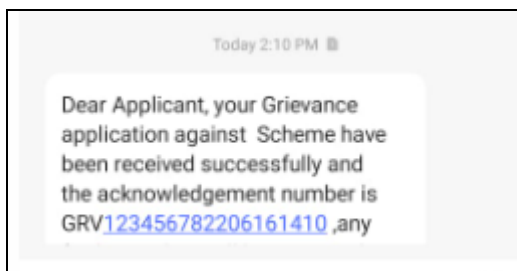 Today 2:10 PM
Dear Applicant, your Grievance
application against Scheme have
been received successfully and
the acknowledgement number is
GRV123456782206161410 ,any